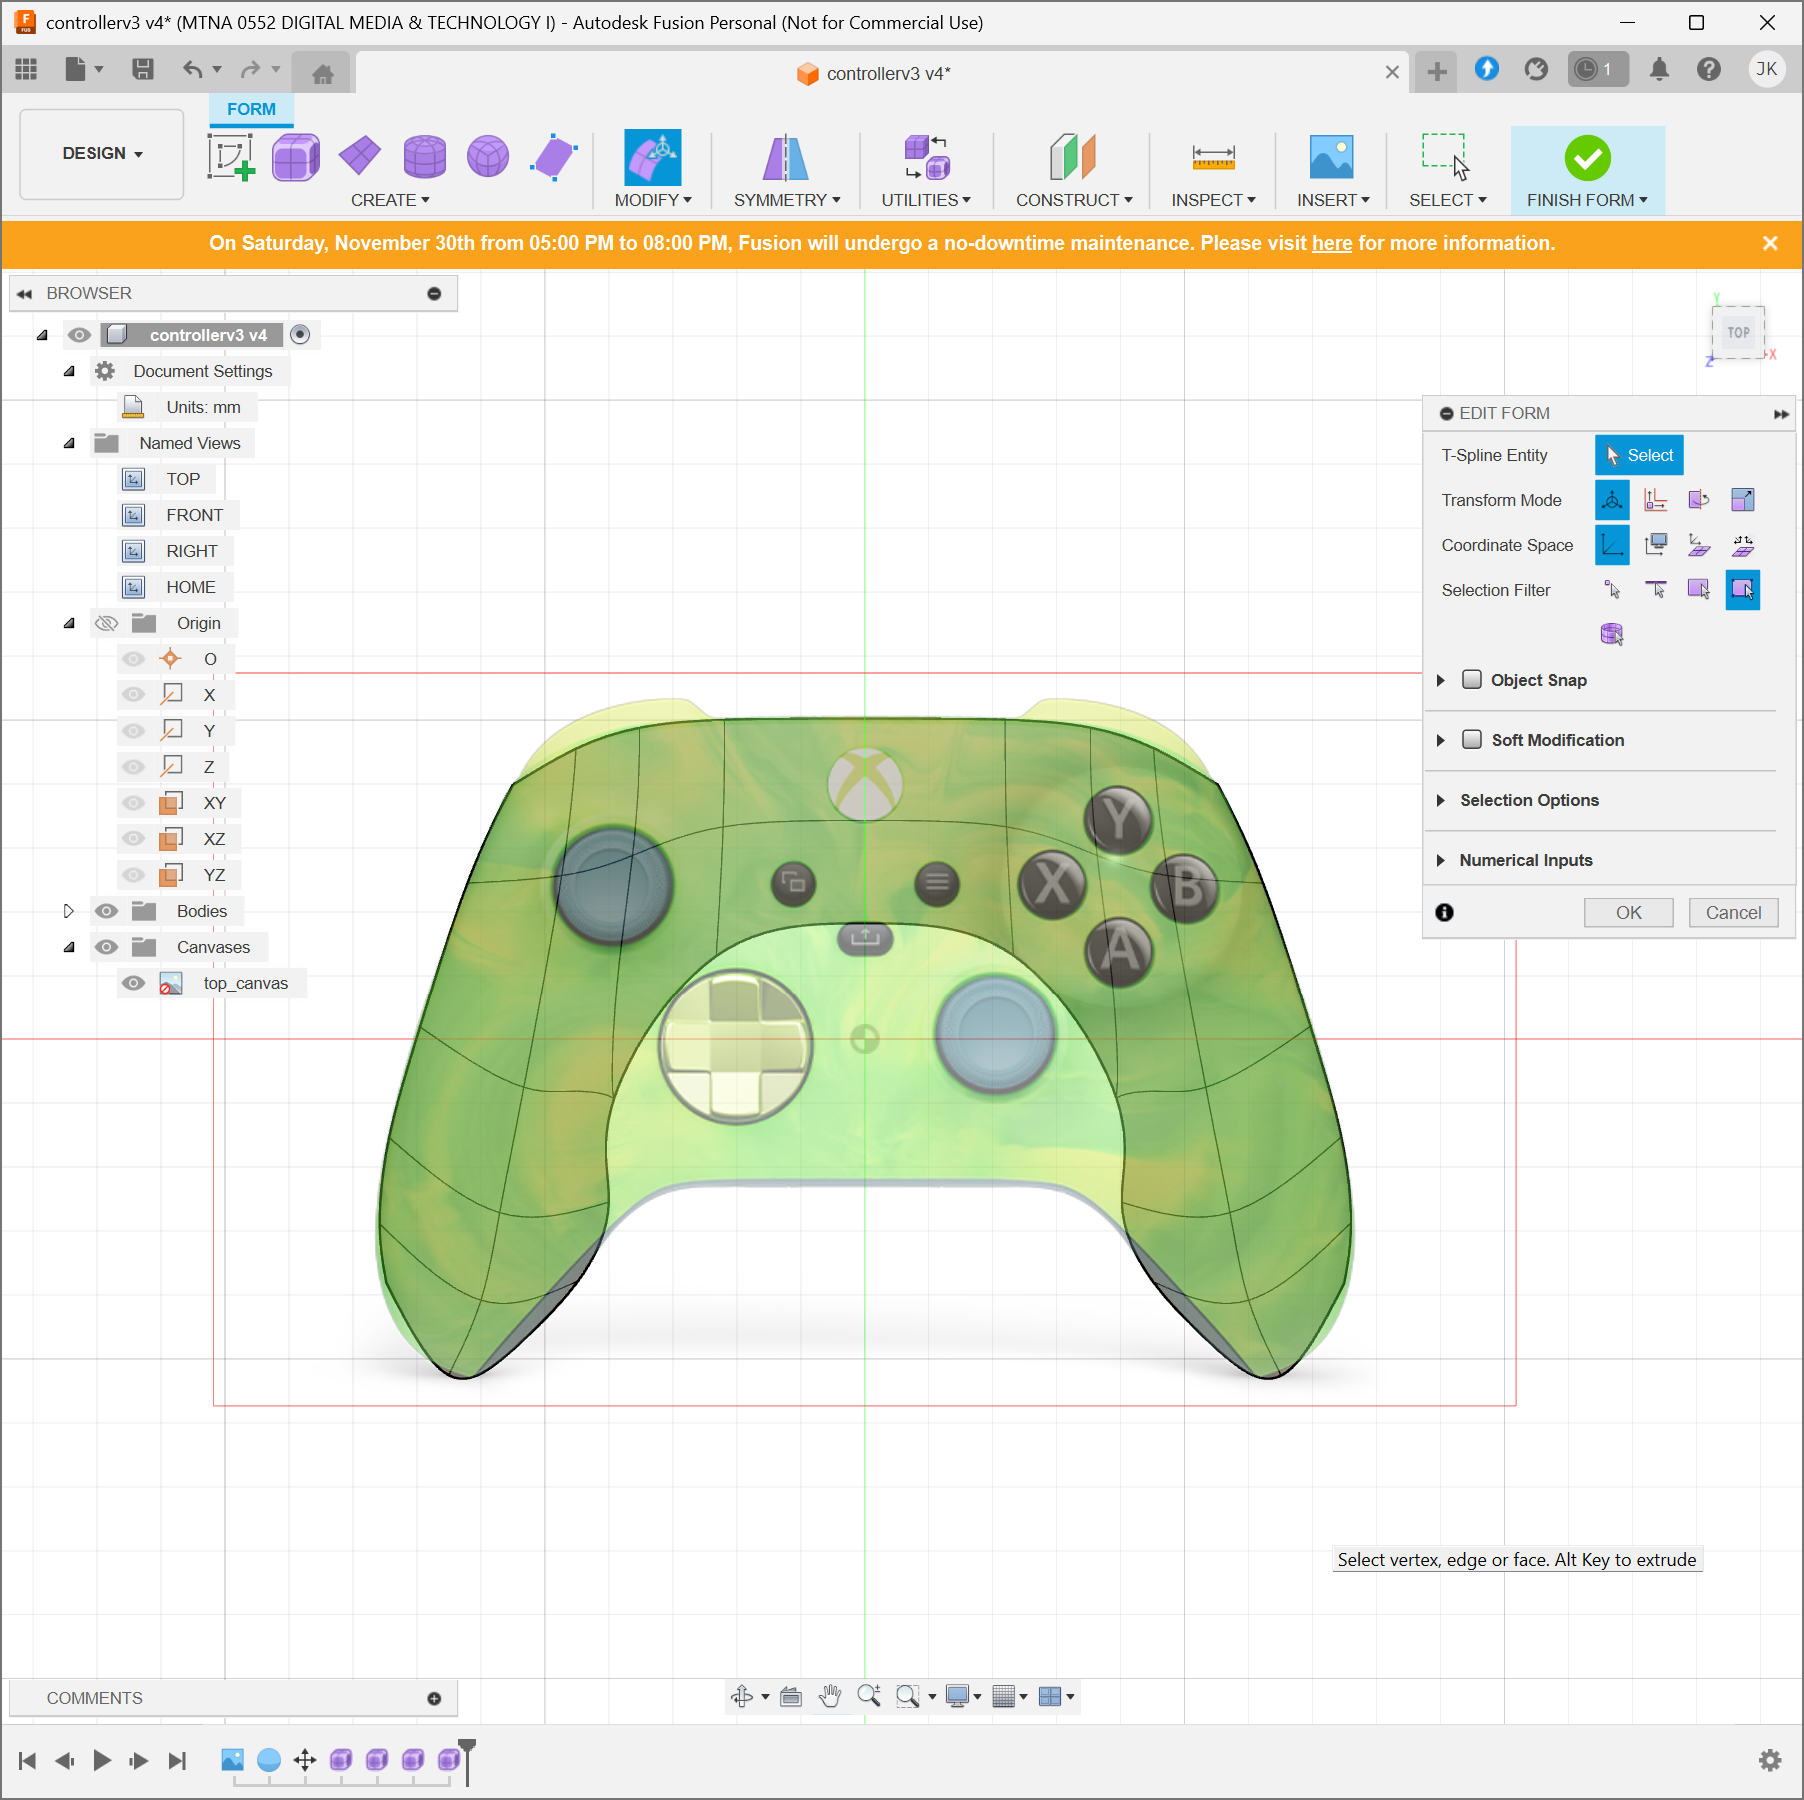 controllerv3 v4* (MTNA 0552 DIGITAL MEDIA & TECHNOLOGY I) - Autodesk Fusion Personal (Not for Commercial Use)
controllerv3 v4*
1
JK
FORM
DESIGN
CREATE
MODIFY
SYMMETRY
UTILITIES
CONSTRUCT
INSPECT
INSERT
SELECT
FINISH FORM
On Saturday, November 30th from 05:00 PM to 08:00 PM, Fusion will undergo a no-downtime maintenance. Please visit here for more information.
BROWSER
controllerv3 v4
Document Settings
Units: mm
Named Views
TOP
FRONT
RIGHT
HOME
Origin
O
X
Y
Z
XY
XZ
YZ
Bodies
Canvases
top_canvas
Y
TOP
Z
X
EDIT FORM
T-Spline Entity
Select
Transform Mode
Coordinate Space
Selection Filter
Object Snap
Soft Modification
Selection Options
Numerical Inputs
OK
Cancel
Y
X
B
A
Select vertex, edge or face. Alt Key to extrude
COMMENTS